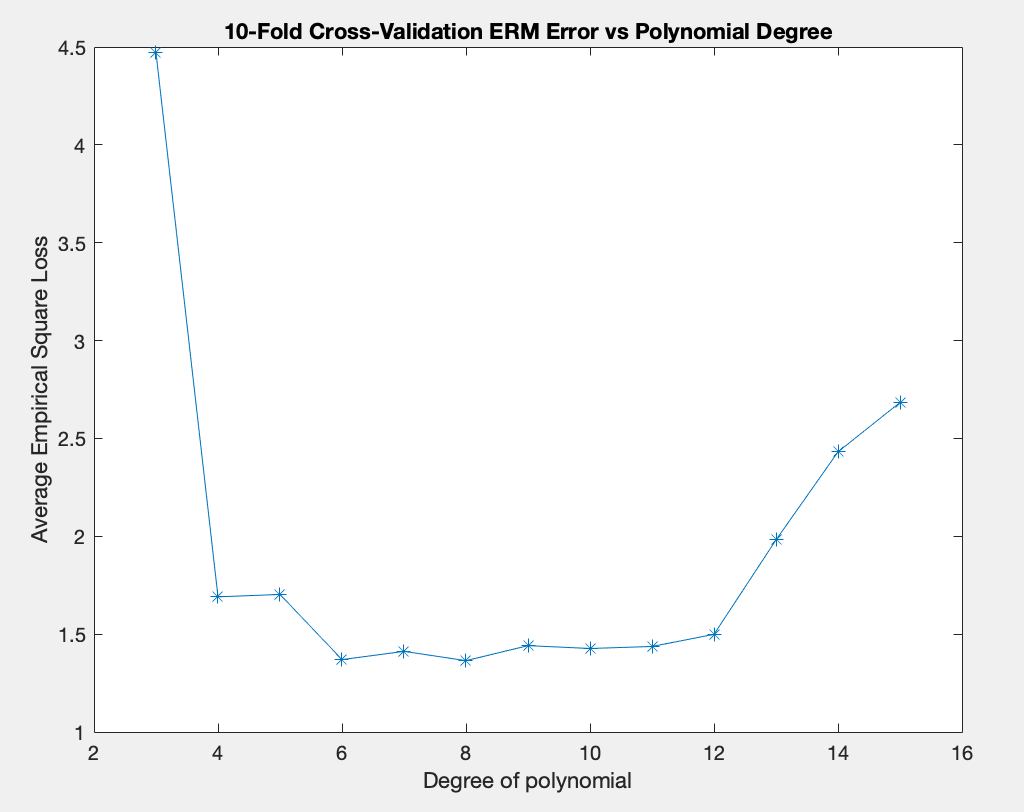 10-Fold Cross-Validation ERM Error vs Polynomial Degree
Average Empirical Square Loss
4.5
4
3.5
3
2.5
2
1.5
1
2 4 6 8 10 12 14 16
Degree of polynomial